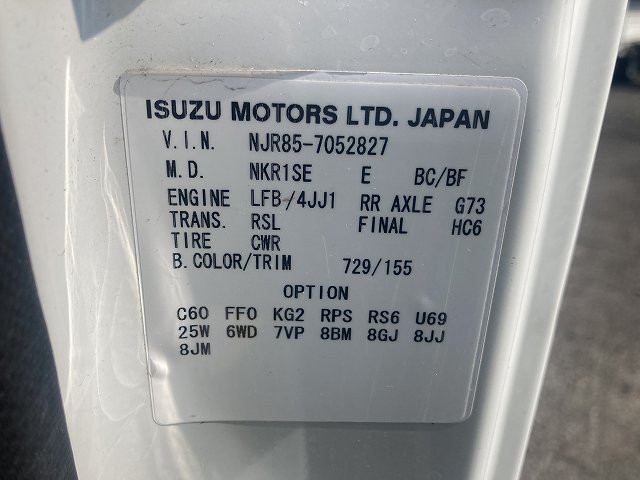 ISUZU MOTORS LTD. JAPAN
V.I.N. NJR85-7052827
M.D. NKR1SE E BC/BF
ENGINE LFB-/4JJ1 RR AXLE G73
TRANS. RSL FINAL HC6
TIRE CWR
B.COLOR/TRIM 729/155
OPTION
C60 FF0 KG2 RPS RS6 U69
25W 6WD 7VP 8BM 8GJ 8JJ
8JM